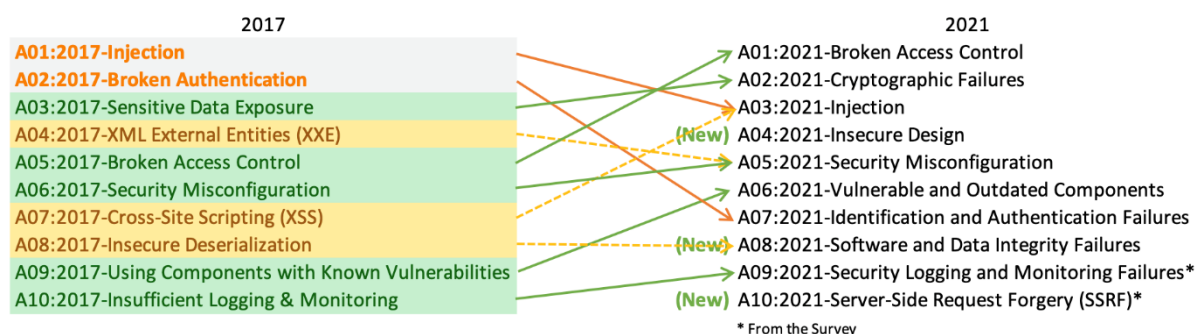 2017
A01:2017-Injection
A02:2017-Broken Authentication
A03:2017-Sensitive Data Exposure
A04:2017-XML External Entities (XXE)
A05:2017-Broken Access Control
A06:2017-Security Misconfiguration
A07:2017-Cross-Site Scripting (XSS)
A08:2017-Insecure Deserialization
A09:2017-Using Components with Known Vulnerabilities
A10:2017-Insufficient Logging & Monitoring
2021
A01:2021-Broken Access Control
A02:2021-Cryptographic Failures
A03:2021-Injection
(New) A04:2021-Insecure Design
A05:2021-Security Misconfiguration
A06:2021-Vulnerable and Outdated Components
A07:2021-Identification and Authentication Failures
(New) A08:2021-Software and Data Integrity Failures
A09:2021-Security Logging and Monitoring Failures*
(New) A10:2021-Server-Side Request Forgery (SSRF)*
* From the Survey